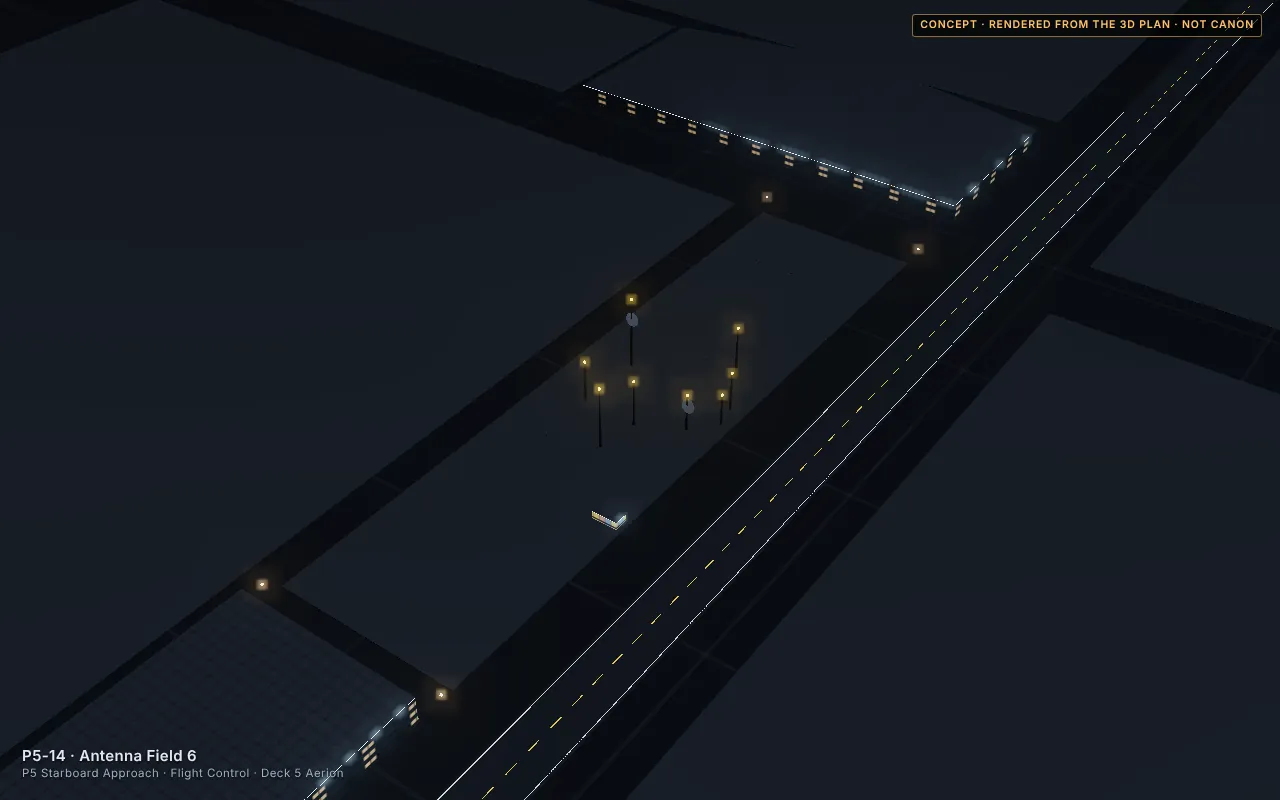 CONCEPT · RENDERED FROM THE 3D PLAN · NOT CANON
P5-14 · Antenna Field 6
P5 Starboard Approach · Flight Control · Deck 5 Aerion